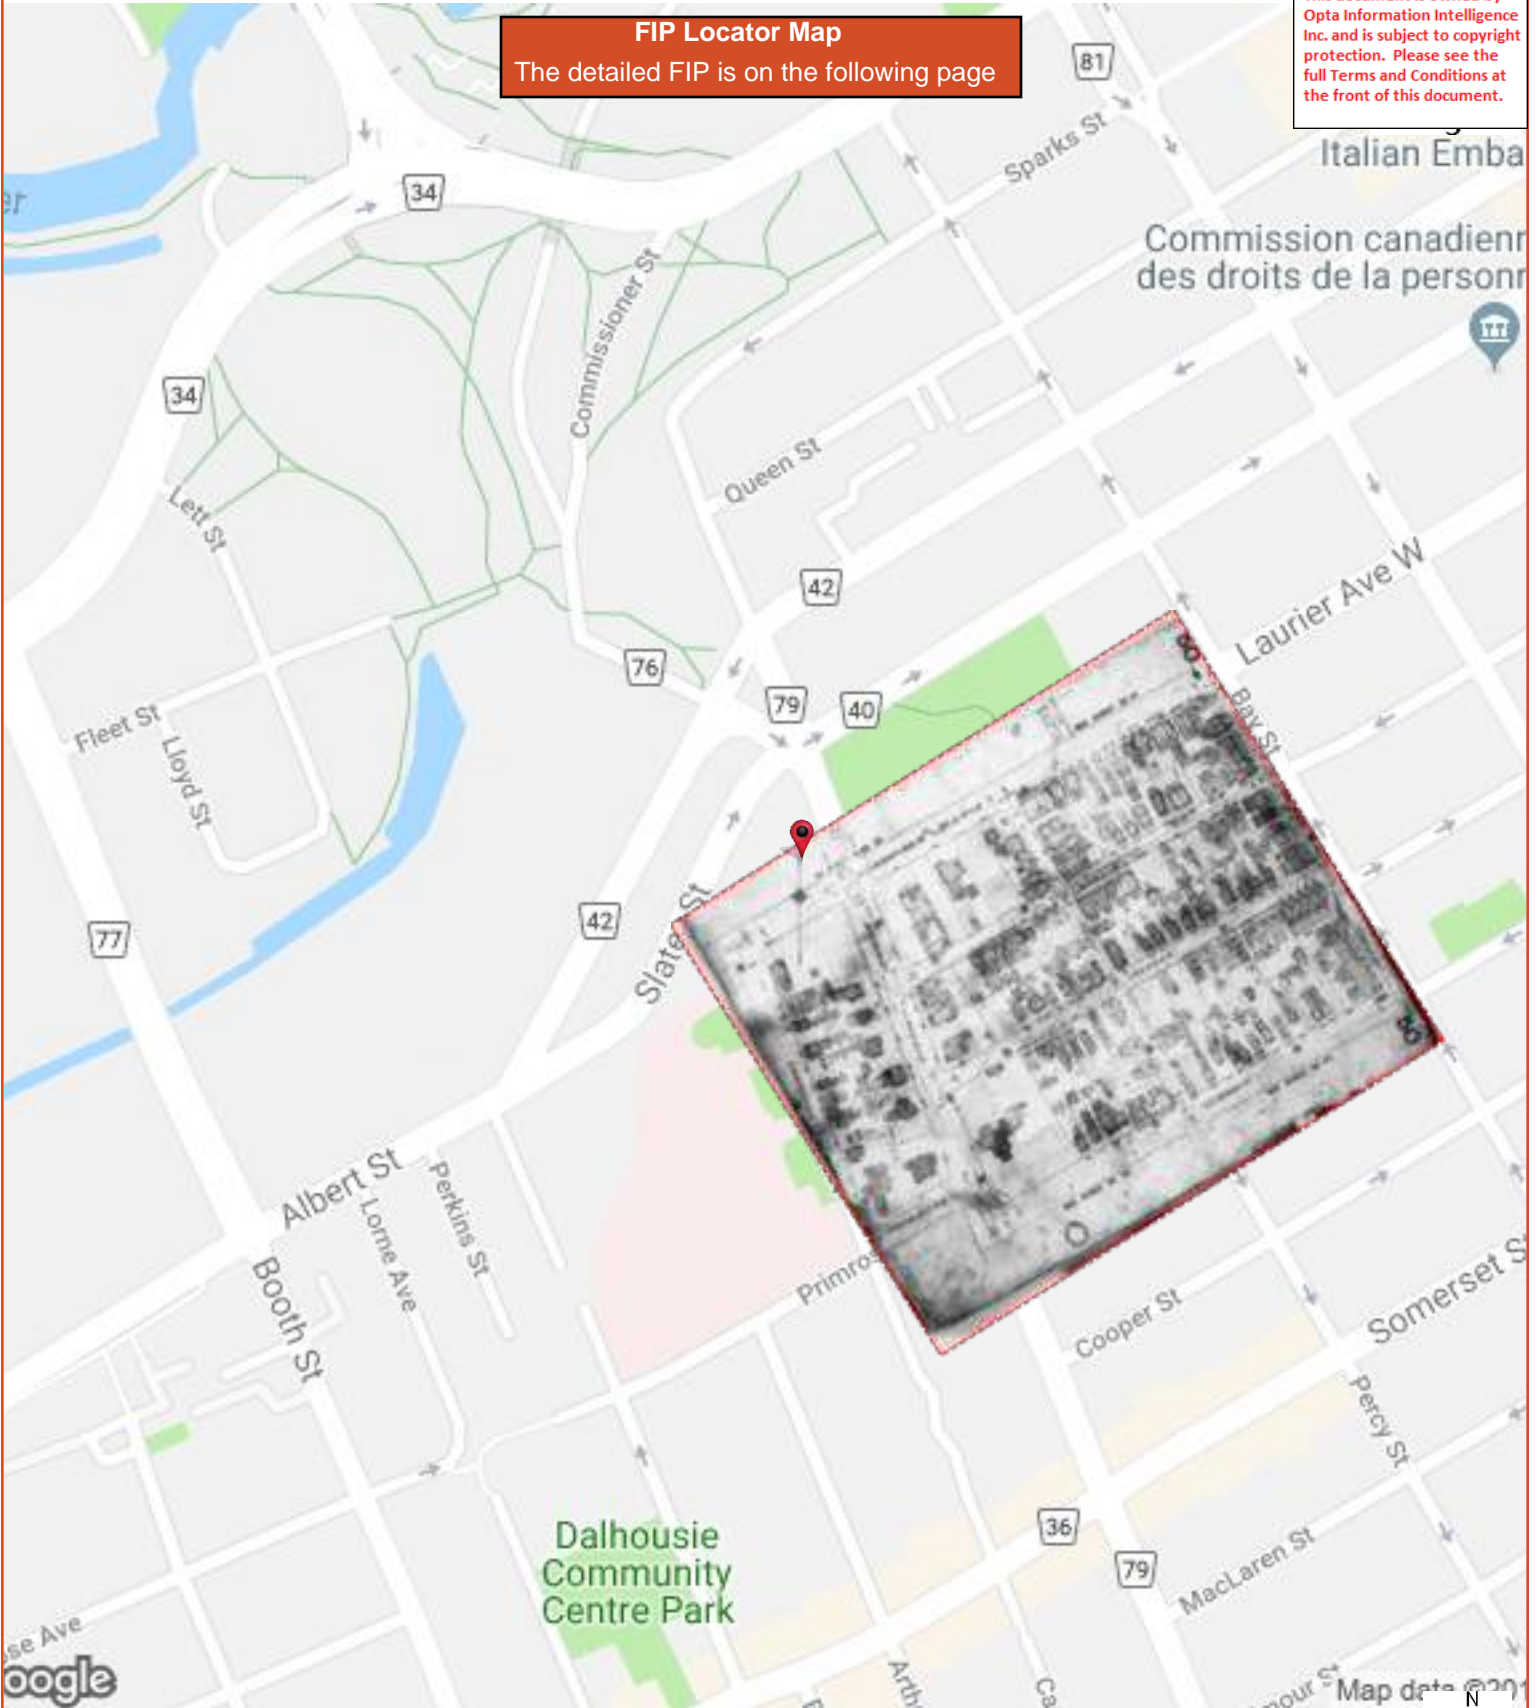 FIP Locator Map
The detailed FIP is on the following page
Opta Information Intelligence
Inc. and is subject to copyright
protection. Please see the
full Terms and Conditions at
the front of this document.
81
Sparks St
Italian Emba
34
Commission canadienn
des droits de la personn
Commissioner St
34
Queen St
Lett St
42
Laurier Ave W
76
79
40
Bay St
Fleet St
Lloyd St
77
42
Slater St
Albert St
Perkins St
Lorne Ave
Primros
Booth St
Cooper St
Somerset S
Percy St
36
79
Dalhousie
Community
Centre Park
MacLaren St
se Ave
Arth
Ca
oogle
Map data ©201
N